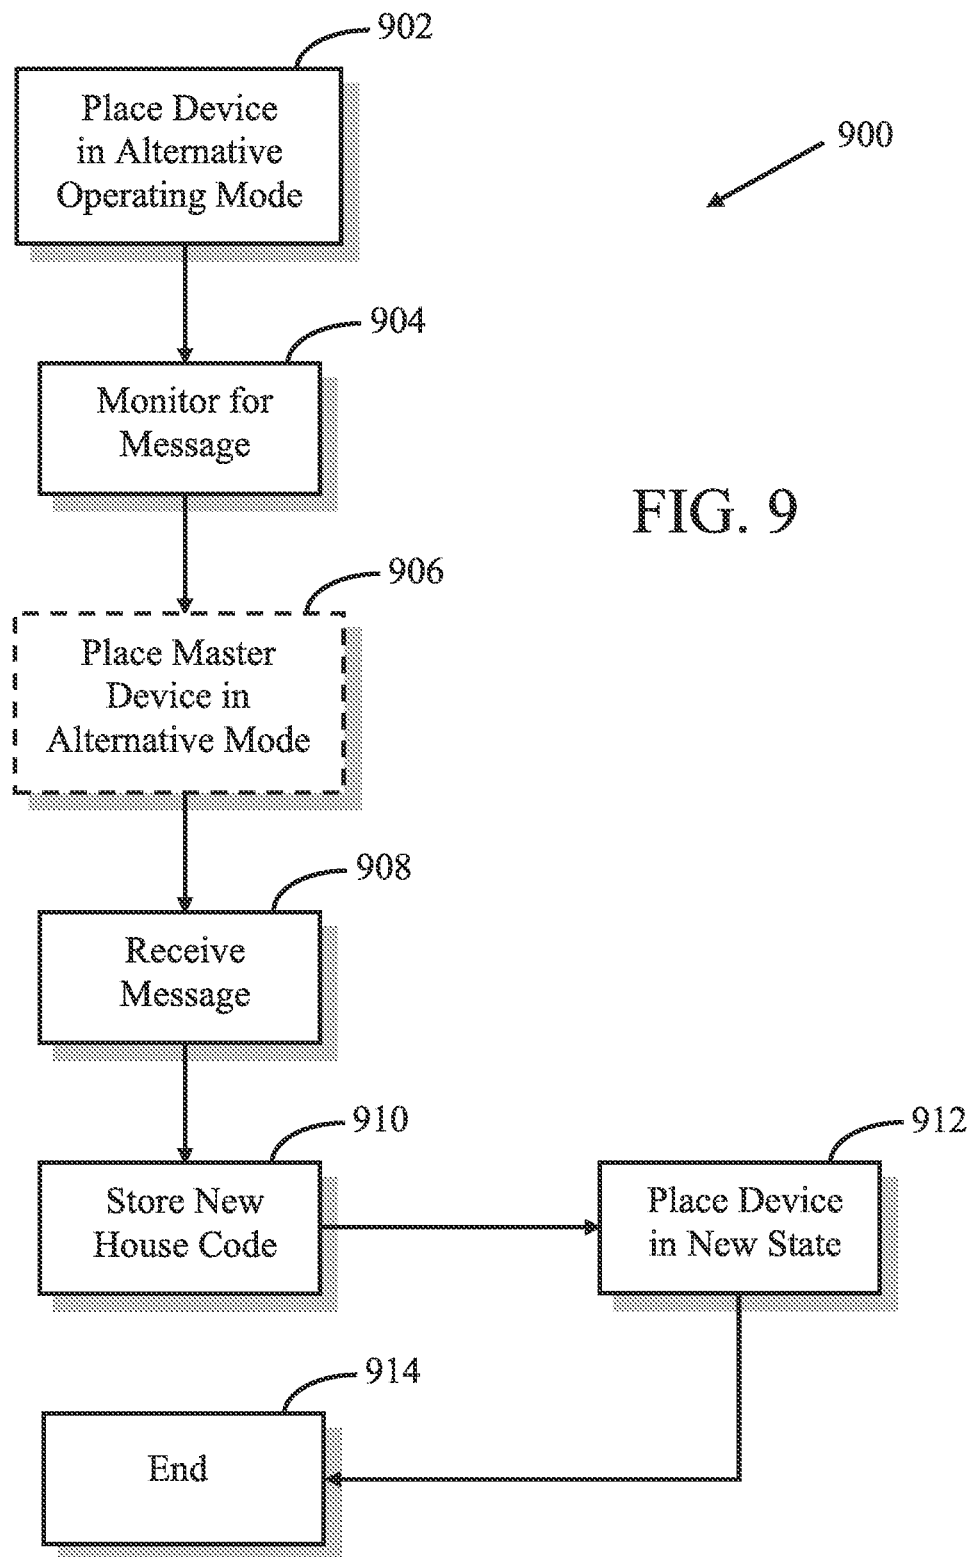 902
Place Device
in Alternative
Operating Mode
900
904
Monitor for
Message
FIG. 9
906
Place Master
Device in
Alternative Mode
908
Receive
Message
910
Store New
House Code
912
Place Device
in New State
914
End